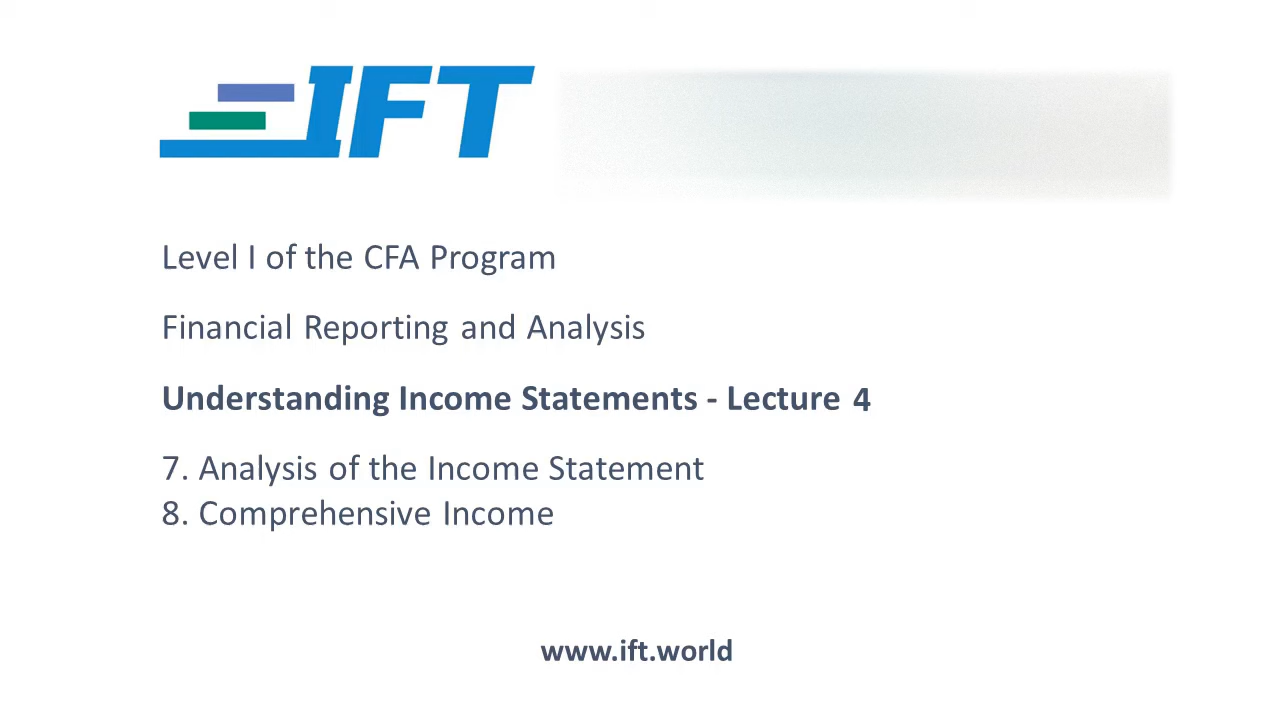 IFT
Level I of the CFA Program
Financial Reporting and Analysis
Understanding Income Statements - Lecture 4
7. Analysis of the Income Statement
8. Comprehensive Income
www.ift.world